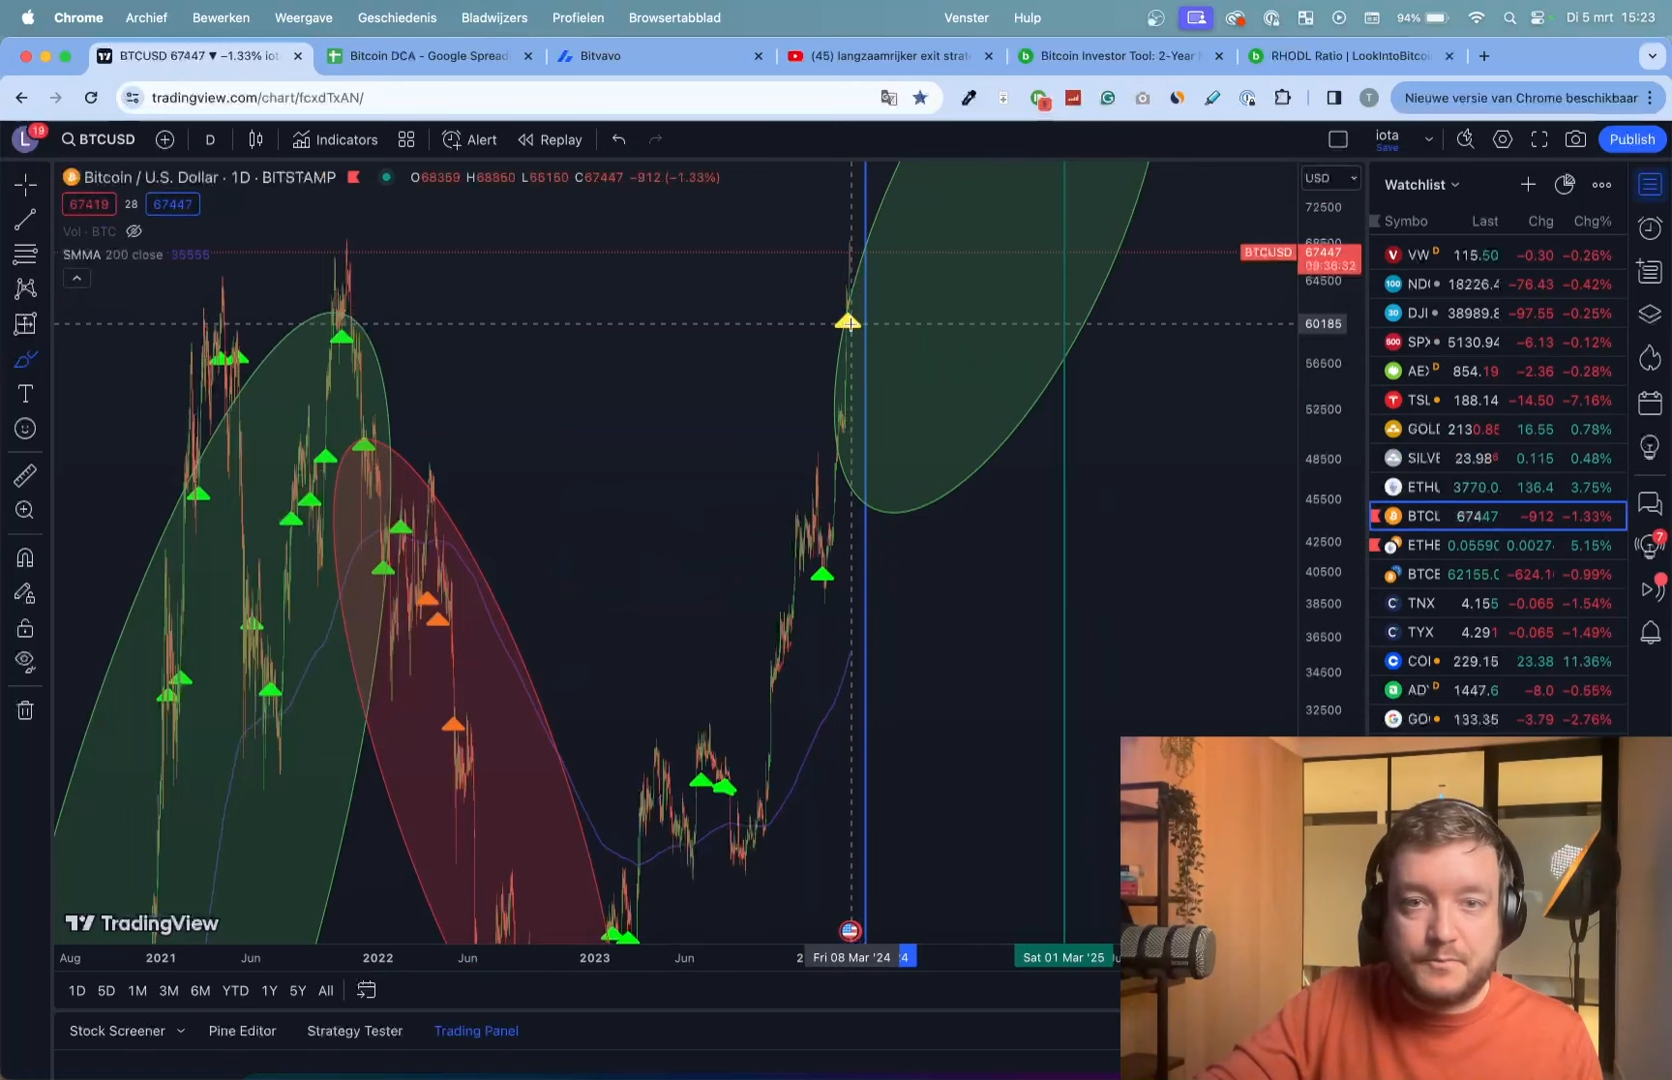 Chrome Archief Bewerken Weergave Geschiedenis Bladwijzers Profielen Browsertabblad Venster Hulp 94% Di 5 mrt 15:23
BTCUSD 67447 ▼ −1.33% iot Bitcoin DCA - Google Spread Bitvavo (45) langzaamrijker exit strat Bitcoin Investor Tool: 2-Year RHODL Ratio | LookIntoBitcoi
tradingview.com/chart/fcxdTxAN/ T Nieuwe versie van Chrome beschikbaar
L 19 BTCUSD D Indicators Alert Replay iota Save Publish
Bitcoin / U.S. Dollar · 1D · BITSTAMP O68359 H68850 L65150 C67447 −912 (−1.33%) USD
67419 28 67447
Vol · BTC
SMMA 200 close 35555
72500
68500
BTCUSD 67447
09:36:32
64500
60185
56500
52500
48500
45500
42500
40500
38500
36500
34500
32500
Watchlist
Symbo Last Chg Chg%
VW D 115.50 −0.30 −0.26%
ND 18226.4 −76.43 −0.42%
DJI 38989.8 −97.55 −0.25%
SPX 5130.94 −6.13 −0.12%
AEX D 854.19 −2.36 −0.28%
TSL 188.14 −14.50 −7.16%
GOLD 2130.85 16.55 0.78%
SILVE 23.98⁶ 0.115 0.48%
ETHU 3770.0 136.4 3.75%
BTCU 67447 −912 −1.33%
ETHB 0.05590 0.0027 5.15%
BTCE 62155.0 −624.1 −0.99%
TNX 4.155 −0.065 −1.54%
TYX 4.291 −0.065 −1.49%
COI 229.15 23.38 11.36%
ADY D 1447.6 −8.0 −0.55%
GO 133.35 −3.79 −2.76%
7
TradingView
Aug 2021 Jun 2022 Jun 2023 Jun Fri 08 Mar '24 Sat 01 Mar '25
1D 5D 1M 3M 6M YTD 1Y 5Y All
Stock Screener Pine Editor Strategy Tester Trading Panel